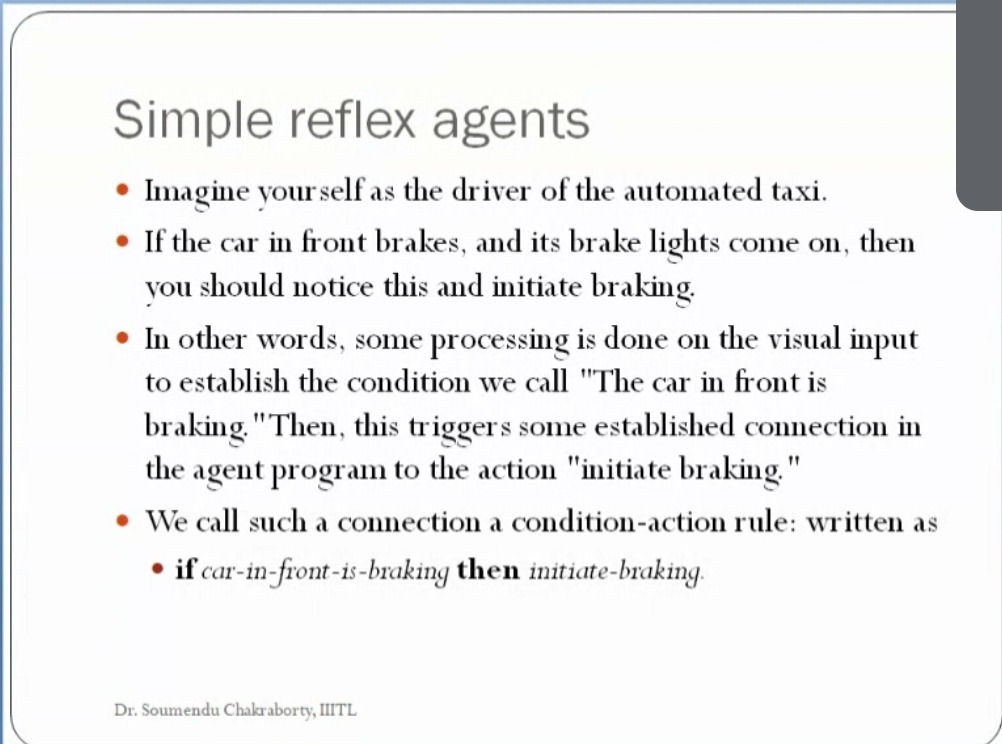 Simple reflex agents
• Imagine yourself as the driver of the automated taxi.
• If the car in front brakes, and its brake lights come on, then
you should notice this and initiate braking.
• In other words, some processing is done on the visual input
to establish the condition we call "The car in front is
braking." Then, this triggers some established connection in
the agent program to the action "initiate braking."
• We call such a connection a condition-action rule: written as
• if car-in-front-is-braking then initiate-braking.
Dr. Soumendu Chakraborty, IIITL